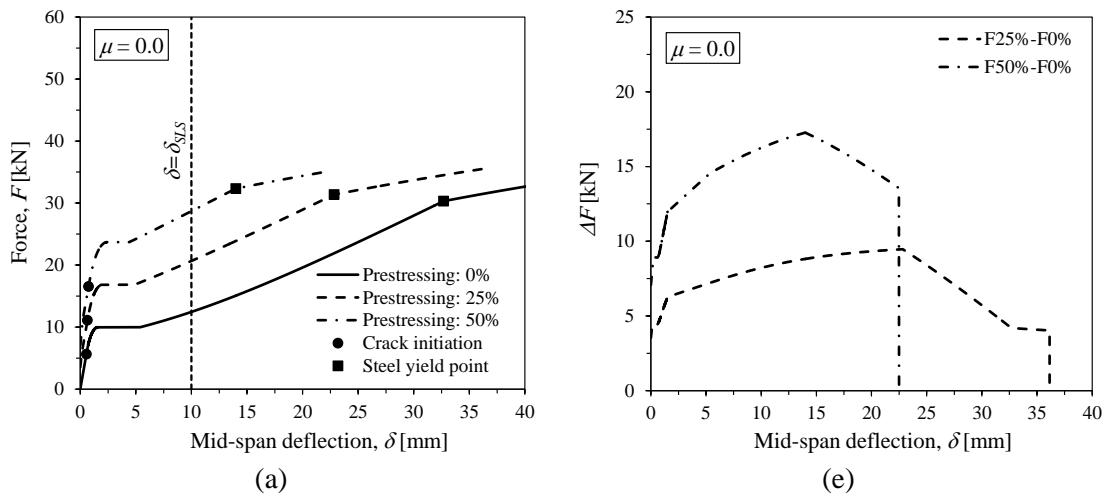 60
50
40
30
20
10
0
Force, F [kN]
μ = 0.0
δ=δSLS
Prestressing: 0%
Prestressing: 25%
Prestressing: 50%
Crack initiation
Steel yield point
0 5 10 15 20 25 30 35 40
Mid-span deflection, δ [mm]
(a)
25
20
15
10
5
0
ΔF [kN]
μ = 0.0
F25%-F0%
F50%-F0%
0 5 10 15 20 25 30 35 40
Mid-span deflection, δ [mm]
(e)